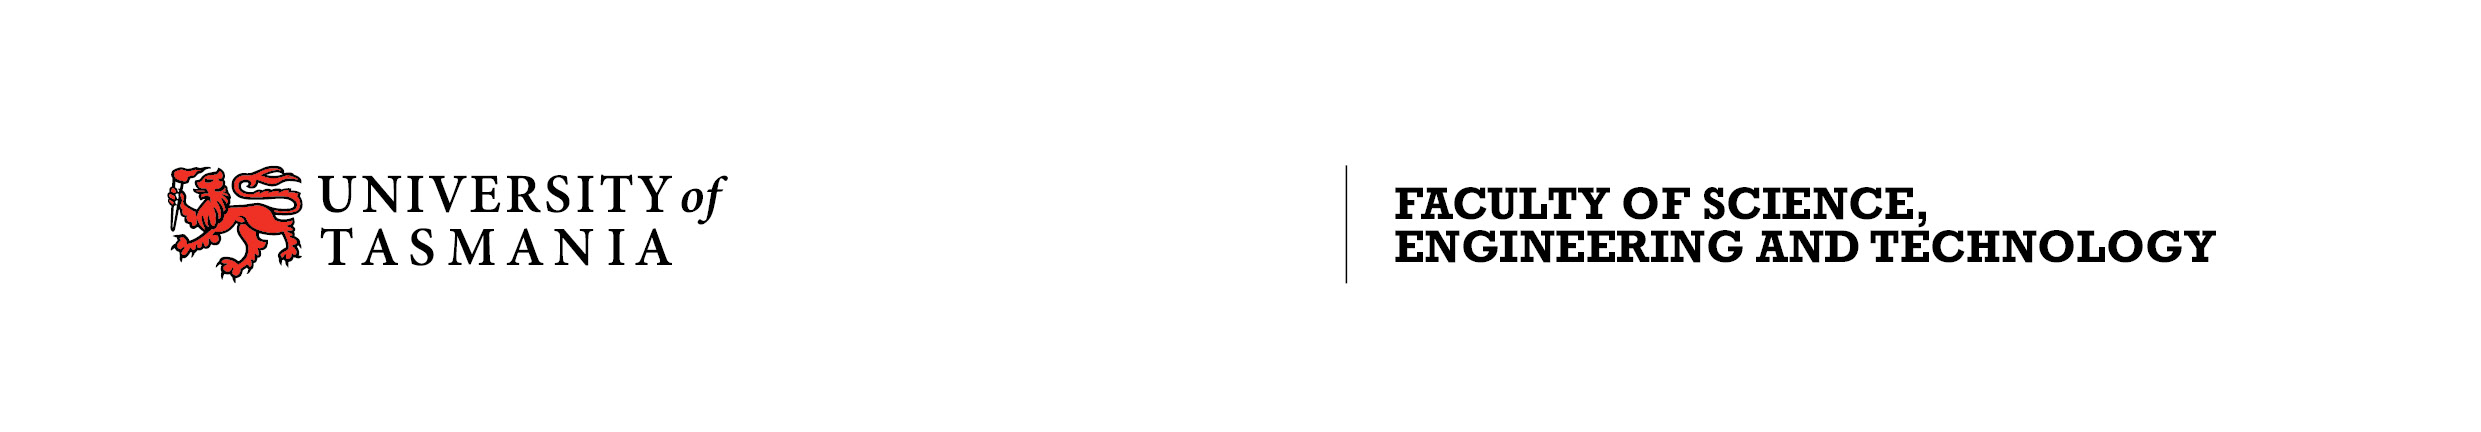 UNIVERSITY of
TASMANIA
FACULTY OF SCIENCE,
ENGINEERING AND TECHNOLOGY